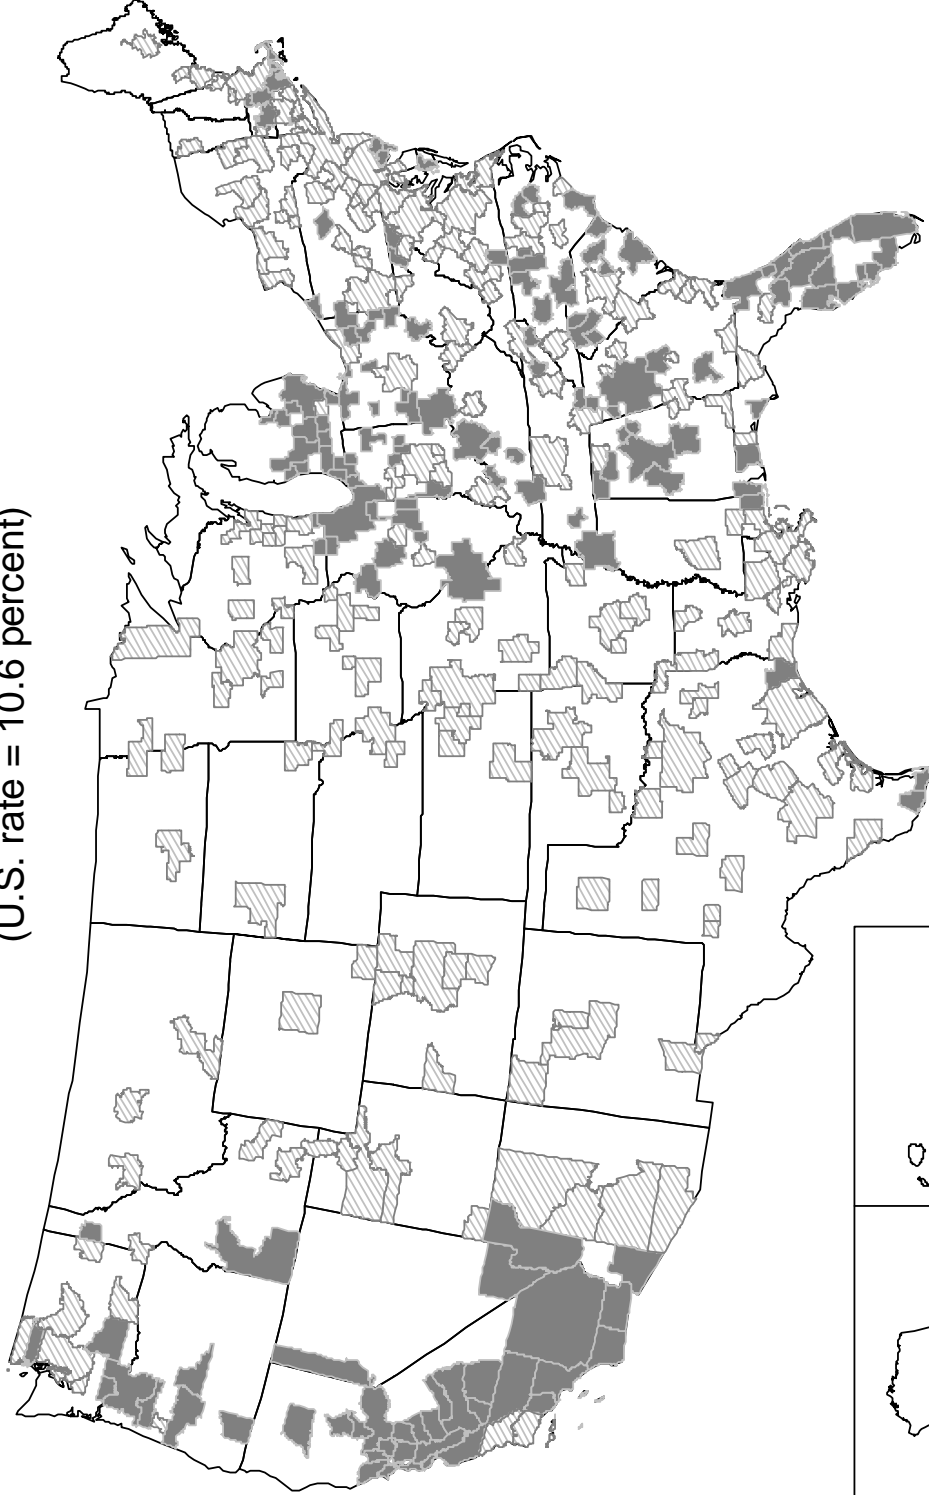 (U.S. rate = 10.6 percent)